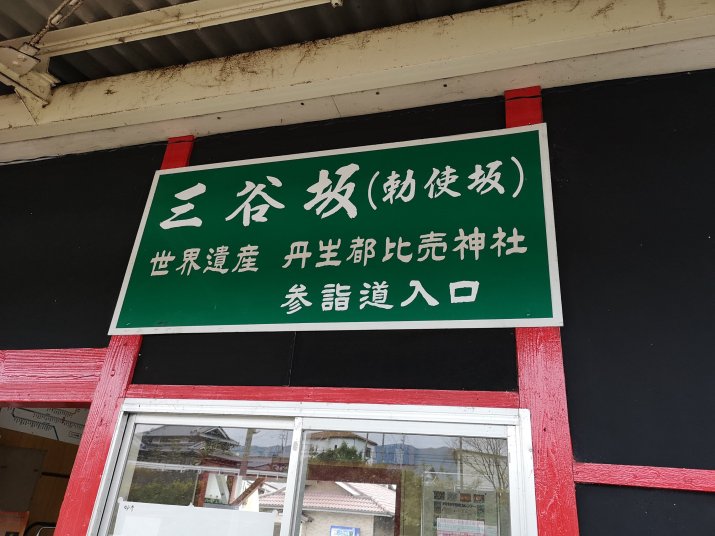 三谷坂(勅使坂)
世界遺産 丹生都比売神社
参詣道入口